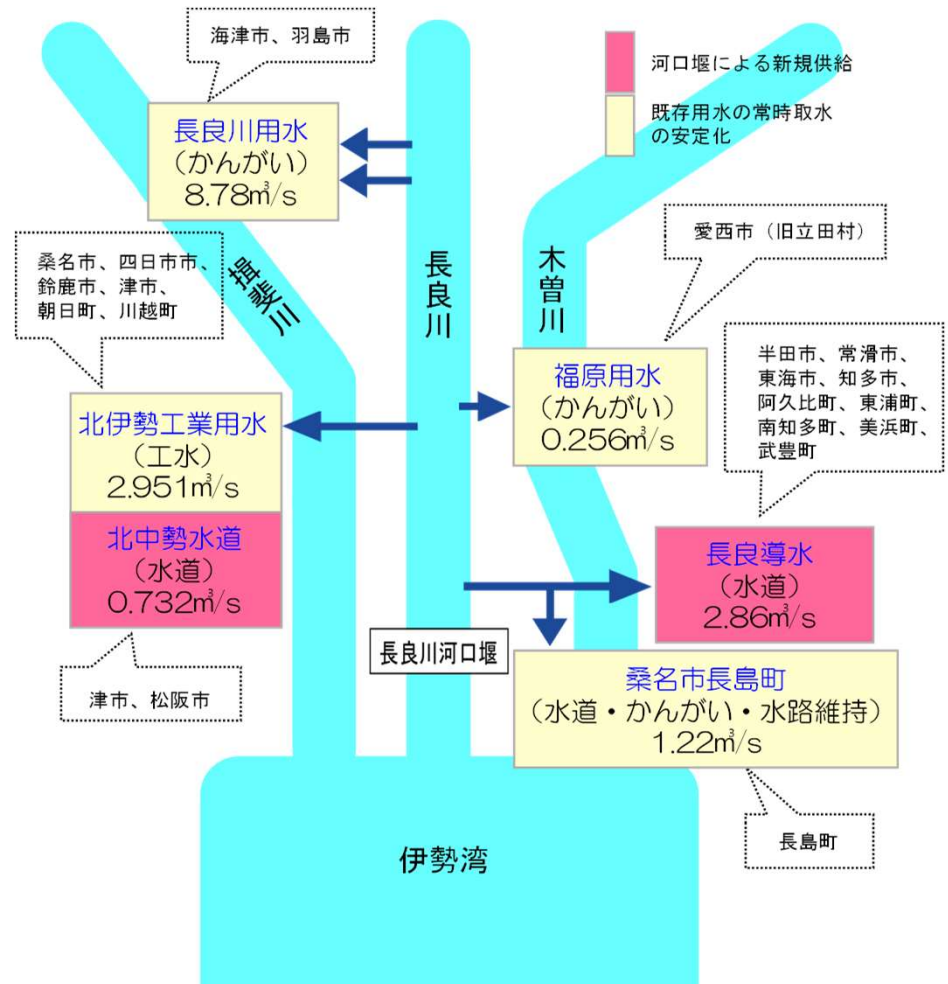 海津市、羽島市
河口堰による新規供給
既存用水の常時取水
の安定化
長良川用水
(かんがい)
8.78㎥/s
愛西市(旧立田村)
桑名市、四日市市、
鈴鹿市、津市、
朝日町、川越町
揖斐川
長良川
木曽川
半田市、常滑市、
東海市、知多市、
阿久比町、東浦町、
南知多町、美浜町、
武豊町
福原用水
(かんがい)
0.256㎥/s
北伊勢工業用水
(工水)
2.951㎥/s
北中勢水道
(水道)
0.732㎥/s
長良導水
(水道)
2.86㎥/s
長良川河口堰
津市、松阪市
桑名市長島町
(水道・かんがい・水路維持)
1.22㎥/s
長島町
伊勢湾